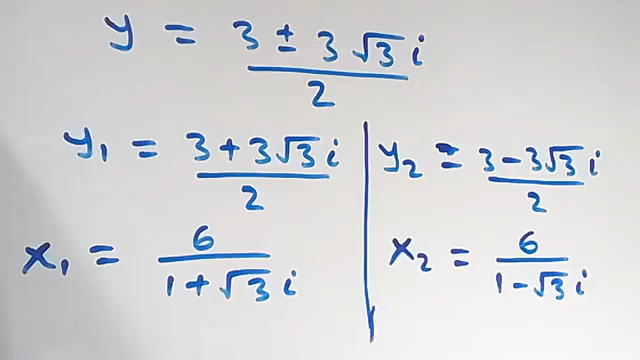 y = (3 ± 3√3 i)/2
y₁ = (3 + 3√3 i)/2
x₁ = 6/(1 + √3 i)
y₂ = (3 - 3√3 i)/2
x₂ = 6/(1 - √3 i)